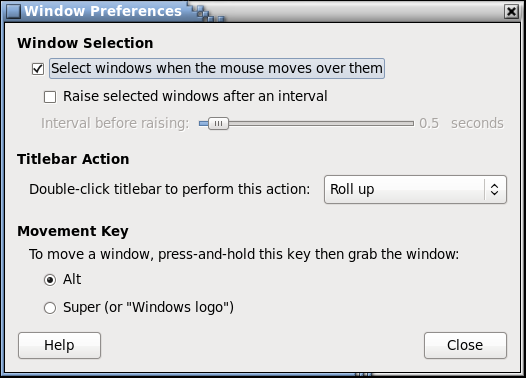 Window Preferences
Window Selection
Select windows when the mouse moves over them
Raise selected windows after an interval
Interval before raising: 0.5 seconds
Titlebar Action
Double-click titlebar to perform this action: Roll up
Movement Key
To move a window, press-and-hold this key then grab the window:
Alt
Super (or "Windows logo")
Help Close